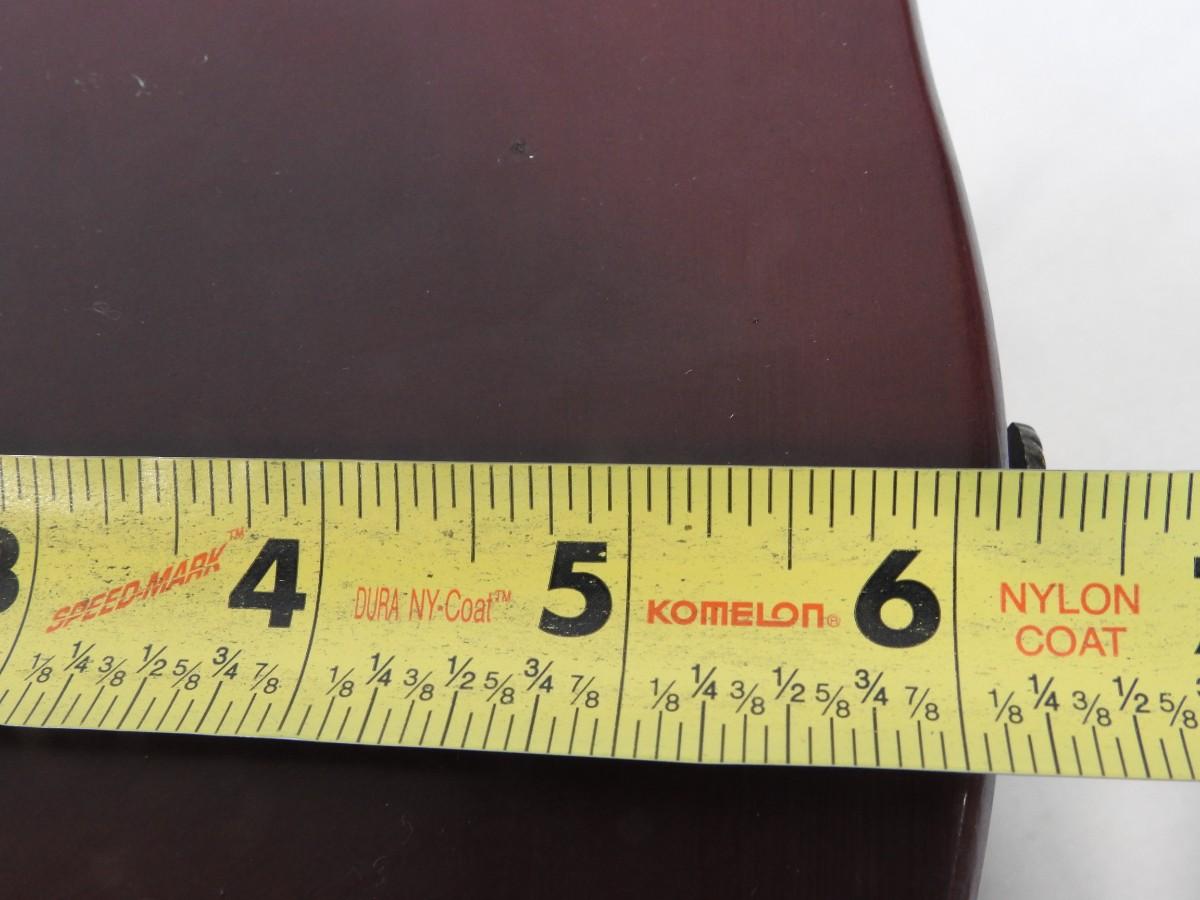 3 SPEED-MARK™ 4 DURA NY-Coat™ 5 KOMELON® 6 NYLON
COAT
1/8 1/4 3/8 1/2 5/8 3/4 7/8 1/8 1/4 3/8 1/2 5/8 3/4 7/8 1/8 1/4 3/8 1/2 5/8 3/4 7/8 1/8 1/4 3/8 1/2 5/8